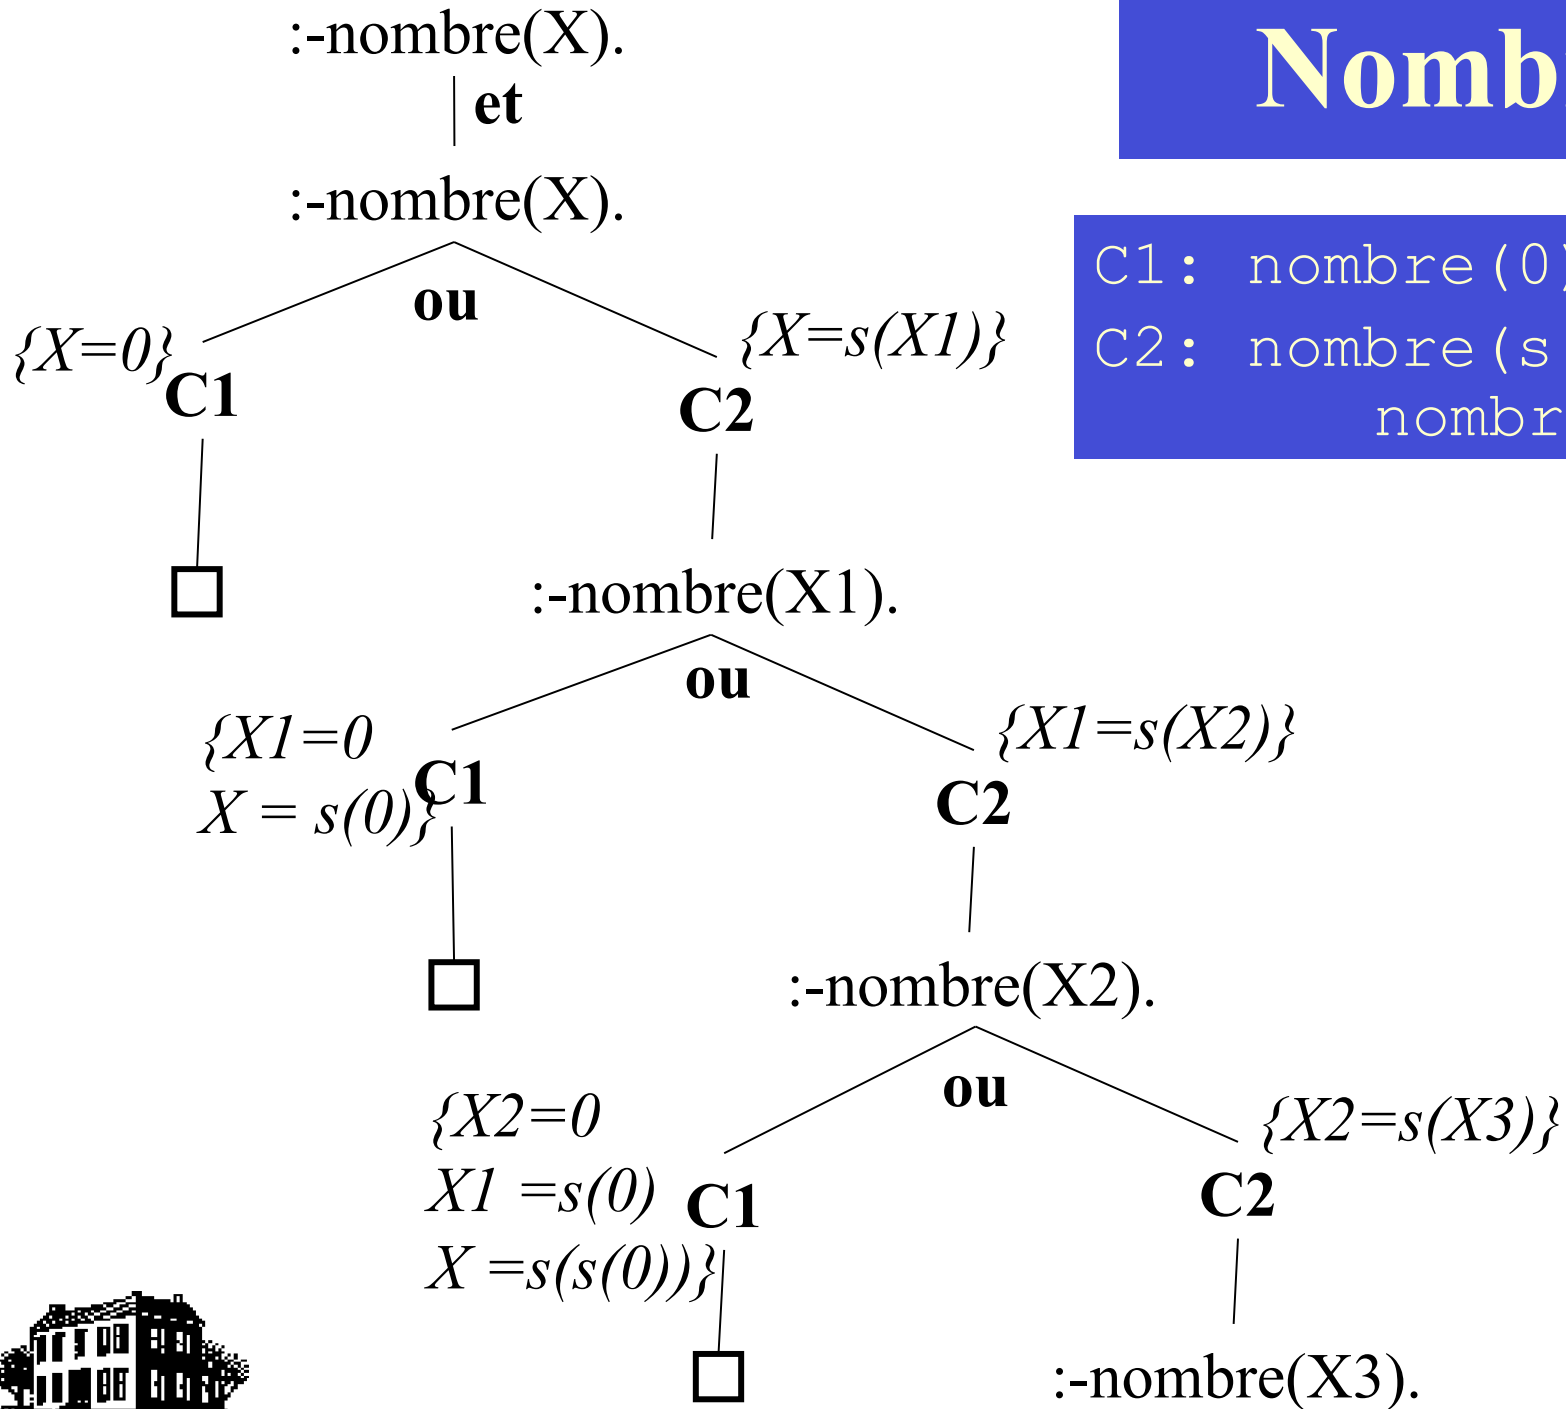 :-nombre(X).
et
:-nombre(X).
ou
{X=0}
C1
{X=s(X1)}
C2
:-nombre(X1).
ou
{X1=0
X = s(0)}
C1
{X1=s(X2)}
C2
:-nombre(X2).
ou
{X2=0
X1 =s(0)
X =s(s(0))}
C1
{X2=s(X3)}
C2
:-nombre(X3).
Nomb
C1: nombre(0)
C2: nombre(s
nombr